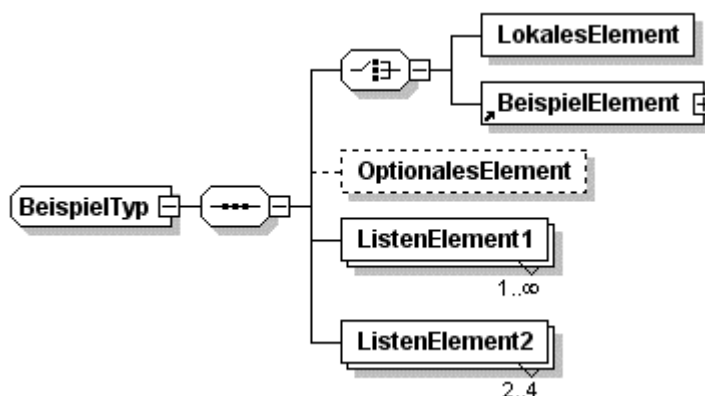 LokalesElement
BeispielElement
OptionalesElement
BeispielTyp
ListenElement1
1..∞
ListenElement2
2..4